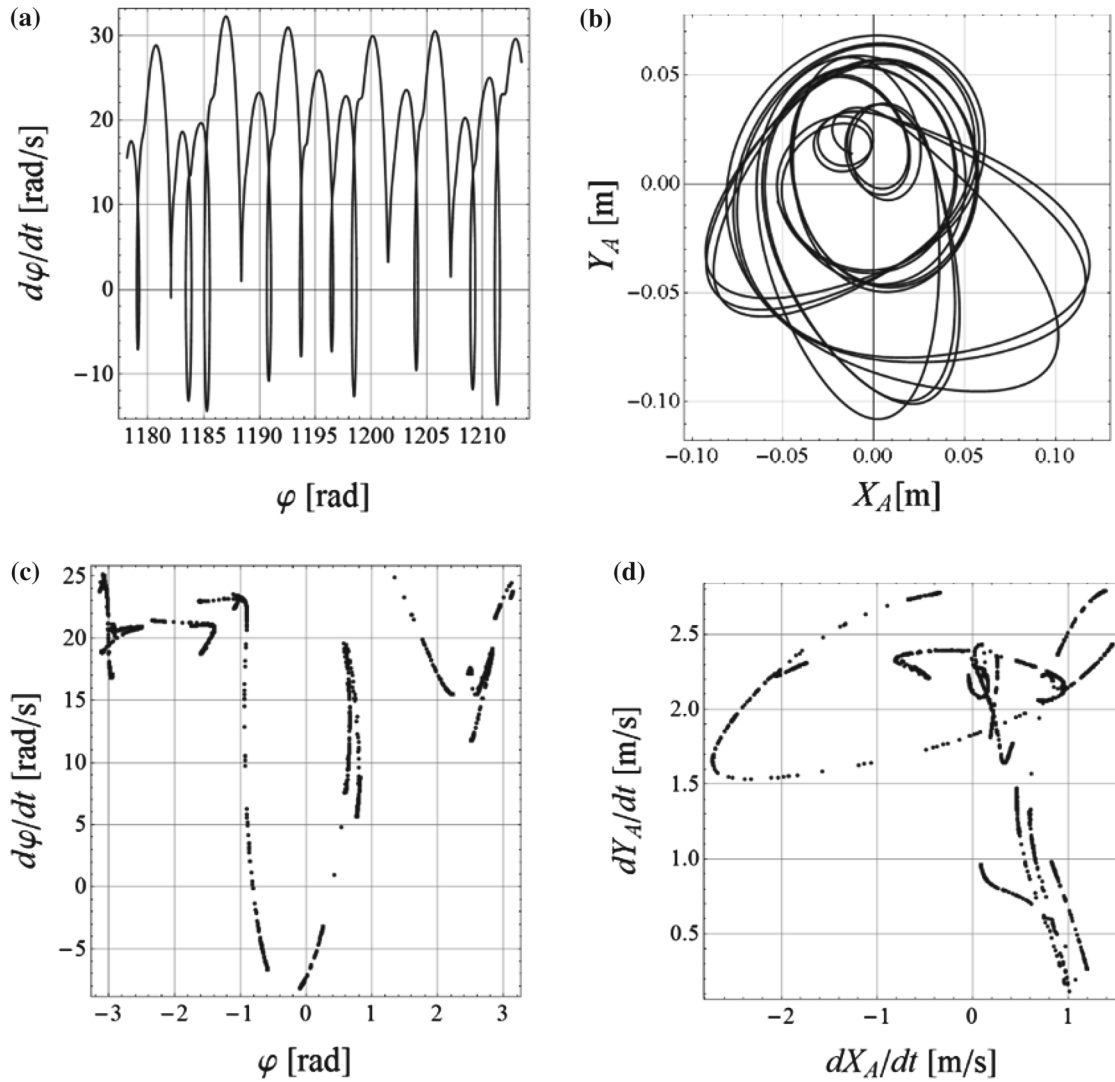 (a)
30
20
10
0
−10
dφ/dt [rad/s]
1180 1185 1190 1195 1200 1205 1210
φ [rad]
(b)
0.05
0.00
−0.05
−0.10
Y_A [m]
−0.10 −0.05 0.00 0.05 0.10
X_A[m]
(c)
25
20
15
10
5
0
−5
dφ/dt [rad/s]
−3 −2 −1 0 1 2 3
φ [rad]
(d)
2.5
2.0
1.5
1.0
0.5
dY_A/dt [m/s]
−2 −1 0 1
dX_A/dt [m/s]